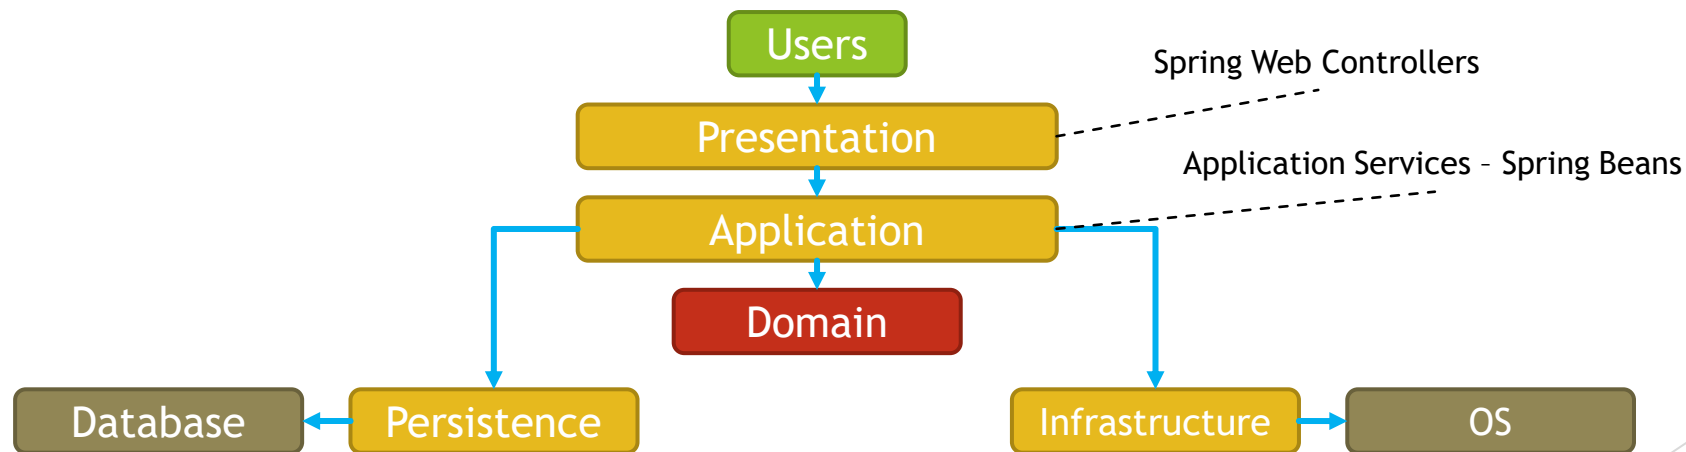 Users
Spring Web Controllers
Presentation
Application Services – Spring Beans
Application
Domain
Database
Persistence
Infrastructure
OS